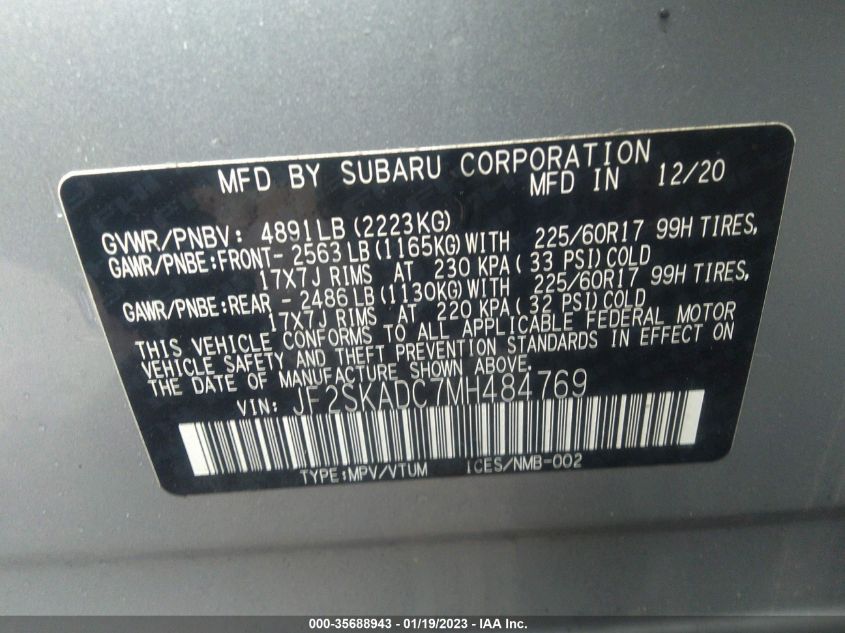 MFD BY SUBARU CORPORATION
MFD IN 12/20
GVWR/PNBV: 4891LB(2223KG)
GAWR/PNBE:FRONT- 2563LB(1165KG)WITH 225/60R17 99H TIRES,
17X7J RIMS AT 230 KPA( 33 PSI)COLD
GAWR/PNBE:REAR - 2486LB(1130KG)WITH 225/60R17 99H TIRES,
17X7J RIMS AT 220 KPA( 32 PSI)COLD
THIS VEHICLE CONFORMS TO ALL APPLICABLE FEDERAL MOTOR
VEHICLE SAFETY AND THEFT PREVENTION STANDARDS IN EFFECT ON
THE DATE OF MANUFACTURE SHOWN ABOVE.
VIN: JF2SKADC7MH484769
TYPE:MPV/VTUM ICES/NMB-002
000-35688943 - 01/19/2023 - IAA Inc.